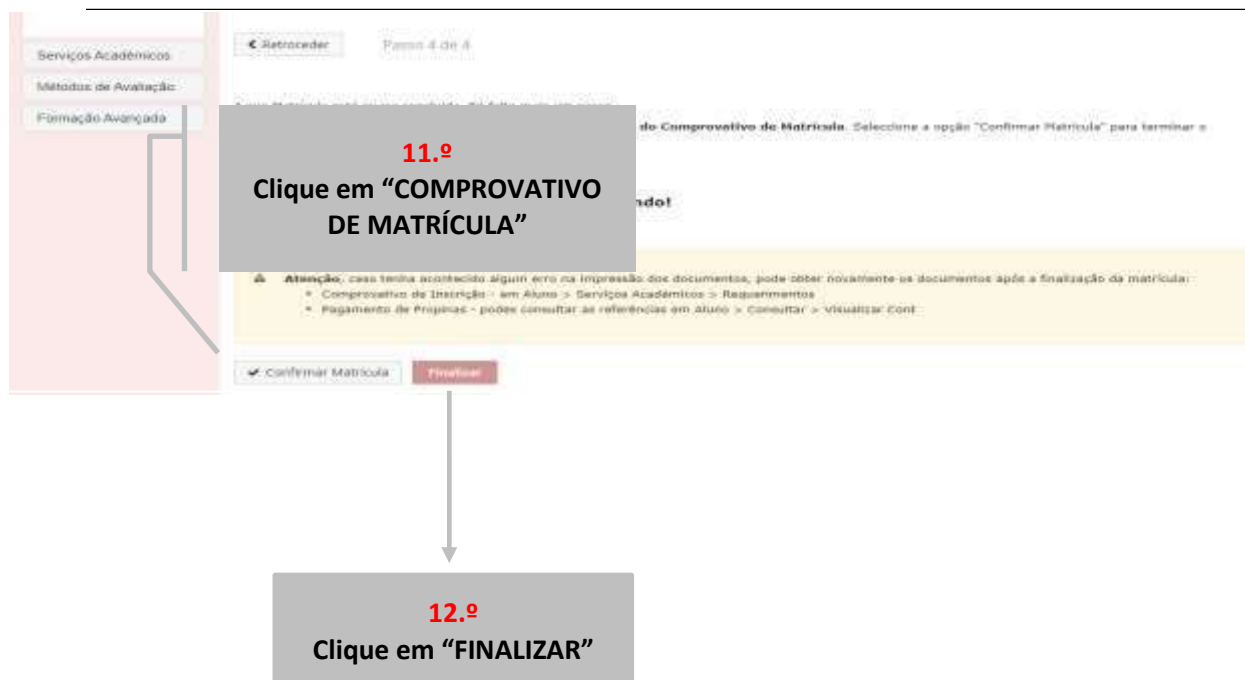 Serviços Académicos
Métodos de Avaliação
Formação Avançada
Retroceder
Passo 4 de 4
do Comprovativo de Matrícula. Seleccione a opção "Confirmar Matrícula" para terminar o
ndo!
11.º
Clique em “COMPROVATIVO
DE MATRÍCULA”
Atenção, caso tenha acontecido algum erro na impressão dos documentos, pode obter novamente os documentos após a finalização da matrícula:
Comprovativo de Inscrição - em Aluno > Serviços Académicos > Requerimentos
Pagamento de Propinas - podes consultar as referências em Aluno > Consultar > Visualizar Cont
Confirmar Matrícula
Finalizar
12.º
Clique em “FINALIZAR”